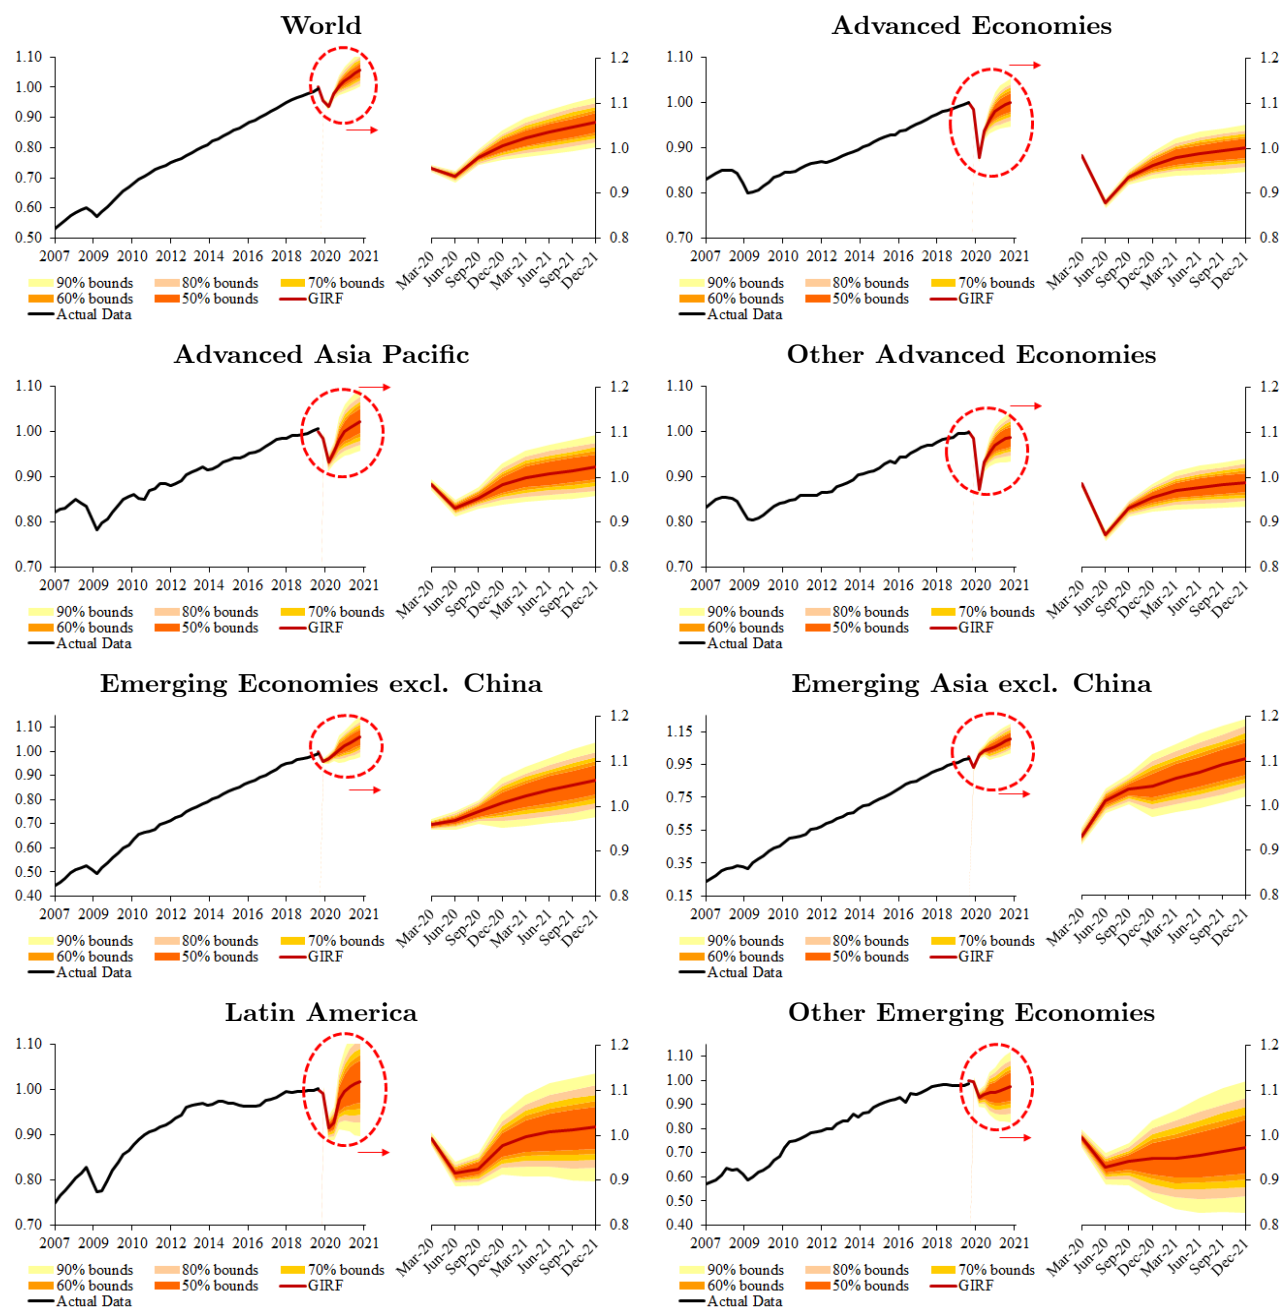 World
1.10
1.00
0.90
0.80
0.70
0.60
0.50
2007 2009 2010 2012 2014 2015 2017 2018 2020 2021
1.2
1.1
1.0
0.9
0.8
Mar-20 Jun-20 Sep-20 Dec-20 Mar-21 Jun-21 Sep-21 Dec-21
90% bounds 80% bounds 70% bounds
60% bounds 50% bounds GIRF
Actual Data
Advanced Economies
1.10
1.00
0.90
0.80
0.70
2007 2009 2010 2012 2014 2015 2017 2018 2020 2021
1.2
1.1
1.0
0.9
0.8
Mar-20 Jun-20 Sep-20 Dec-20 Mar-21 Jun-21 Sep-21 Dec-21
90% bounds 80% bounds 70% bounds
60% bounds 50% bounds GIRF
Actual Data
Advanced Asia Pacific
1.10
1.00
0.90
0.80
0.70
2007 2009 2010 2012 2014 2015 2017 2018 2020 2021
1.2
1.1
1.0
0.9
0.8
Mar-20 Jun-20 Sep-20 Dec-20 Mar-21 Jun-21 Sep-21 Dec-21
90% bounds 80% bounds 70% bounds
60% bounds 50% bounds GIRF
Actual Data
Other Advanced Economies
1.10
1.00
0.90
0.80
0.70
2007 2009 2010 2012 2014 2015 2017 2018 2020 2021
1.2
1.1
1.0
0.9
0.8
Mar-20 Jun-20 Sep-20 Dec-20 Mar-21 Jun-21 Sep-21 Dec-21
90% bounds 80% bounds 70% bounds
60% bounds 50% bounds GIRF
Actual Data
Emerging Economies excl. China
1.10
1.00
0.90
0.80
0.70
0.60
0.50
0.40
2007 2009 2010 2012 2014 2015 2017 2018 2020 2021
1.2
1.1
1.0
0.9
0.8
Mar-20 Jun-20 Sep-20 Dec-20 Mar-21 Jun-21 Sep-21 Dec-21
90% bounds 80% bounds 70% bounds
60% bounds 50% bounds GIRF
Actual Data
Emerging Asia excl. China
1.15
0.95
0.75
0.55
0.35
0.15
2007 2009 2010 2012 2014 2015 2017 2018 2020 2021
1.2
1.1
1.0
0.9
0.8
Mar-20 Jun-20 Sep-20 Dec-20 Mar-21 Jun-21 Sep-21 Dec-21
90% bounds 80% bounds 70% bounds
60% bounds 50% bounds GIRF
Actual Data
Latin America
1.10
1.00
0.90
0.80
0.70
2007 2009 2010 2012 2014 2015 2017 2018 2020 2021
1.2
1.1
1.0
0.9
0.8
Mar-20 Jun-20 Sep-20 Dec-20 Mar-21 Jun-21 Sep-21 Dec-21
90% bounds 80% bounds 70% bounds
60% bounds 50% bounds GIRF
Actual Data
Other Emerging Economies
1.10
1.00
0.90
0.80
0.70
0.60
0.50
0.40
2007 2009 2010 2012 2014 2015 2017 2018 2020 2021
1.2
1.1
1.0
0.9
0.8
Mar-20 Jun-20 Sep-20 Dec-20 Mar-21 Jun-21 Sep-21 Dec-21
90% bounds 80% bounds 70% bounds
60% bounds 50% bounds GIRF
Actual Data